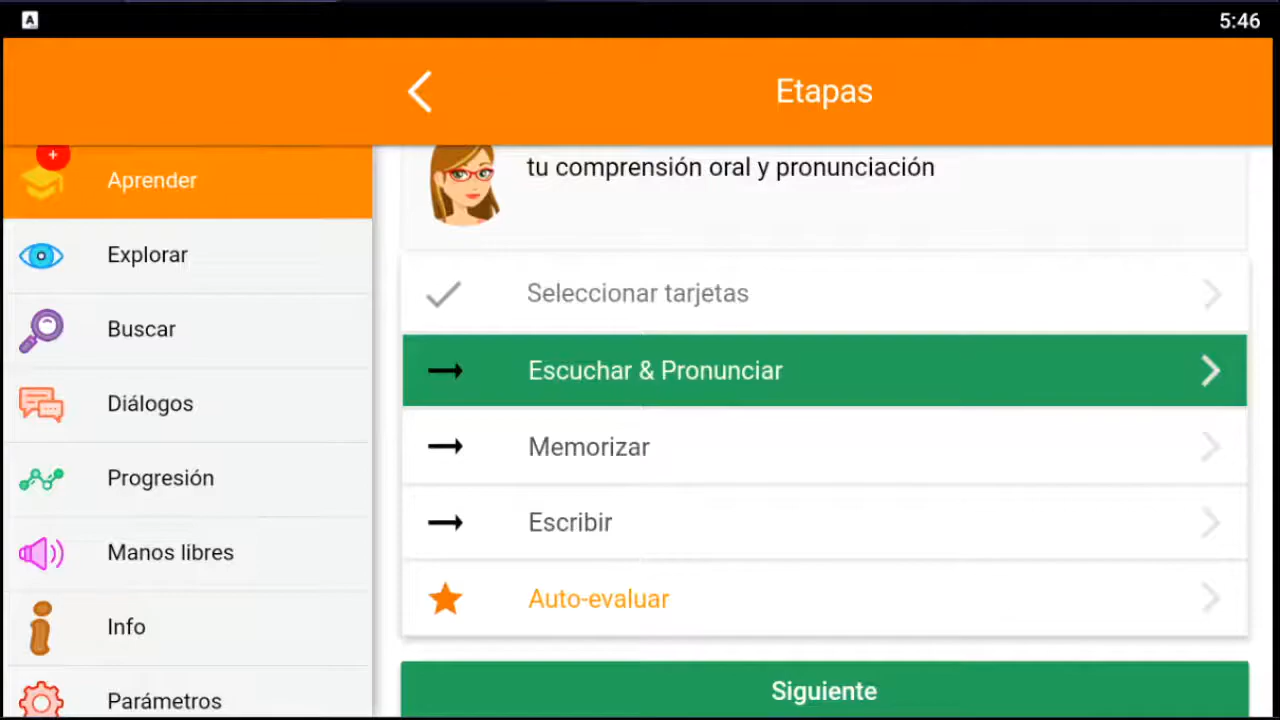 A
5:46
Etapas
+
Aprender
Explorar
Buscar
Diálogos
Progresión
Manos libres
Info
Parámetros
tu comprensión oral y pronunciación
Seleccionar tarjetas
Escuchar & Pronunciar
Memorizar
Escribir
Auto-evaluar
Siguiente